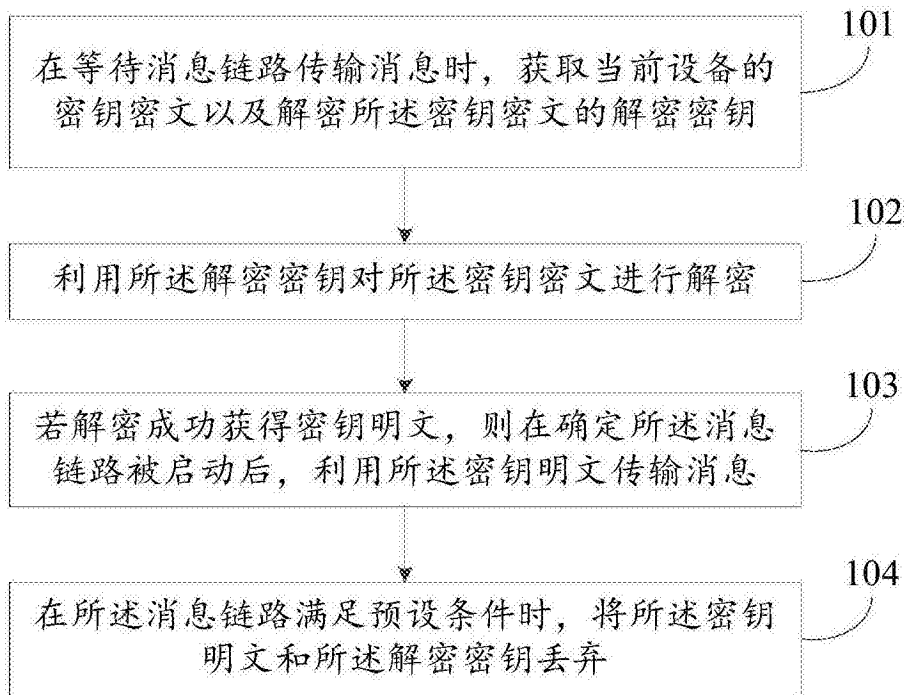 101
在等待消息链路传输消息时，获取当前设备的
密钥密文以及解密所述密钥密文的解密密钥
102
利用所述解密密钥对所述密钥密文进行解密
103
若解密成功获得密钥明文，则在确定所述消息
链路被启动后，利用所述密钥明文传输消息
104
在所述消息链路满足预设条件时，将所述密钥
明文和所述解密密钥丢弃